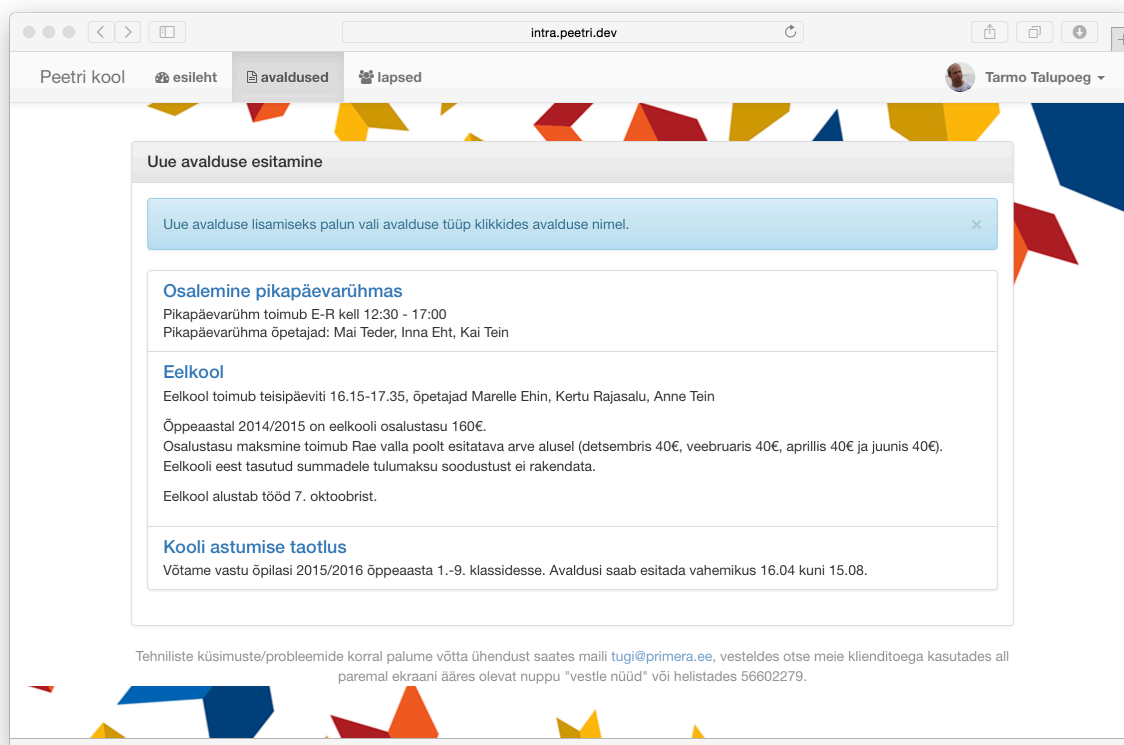 intra.peetri.dev
Peetri kool esileht avaldused lapsed Tarmo Talupoeg
Uue avalduse esitamine
Uue avalduse lisamiseks palun vali avalduse tüüp klikkides avalduse nimel. ×
Osalemine pikapäevarühmas
Pikapäevarühm toimub E-R kell 12:30 - 17:00
Pikapäevarühma õpetajad: Mai Teder, Inna Eht, Kai Tein
Eelkool
Eelkool toimub teisipäeviti 16.15-17.35, õpetajad Marelle Ehin, Kertu Rajasalu, Anne Tein
Õppeaastal 2014/2015 on eelkooli osalustasu 160€.
Osalustasu maksmine toimub Rae valla poolt esitatava arve alusel (detsembris 40€, veebruaris 40€, aprillis 40€ ja juunis 40€).
Eelkooli eest tasutud summadele tulumaksu soodustust ei rakendata.
Eelkool alustab tööd 7. oktoobrist.
Kooli astumise taotlus
Võtame vastu õpilasi 2015/2016 õppeaasta 1.-9. klassidesse. Avaldusi saab esitada vahemikus 16.04 kuni 15.08.
Tehniliste küsimuste/probleemide korral palume võtta ühendust saates maili tugi@primera.ee, vesteldes otse meie klienditoega kasutades all
paremal ekraani ääres olevat nuppu "vestle nüüd" või helistades 56602279.